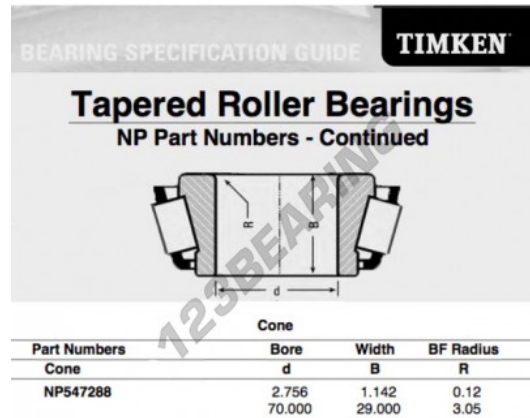 BEARING SPECIFICATION GUIDE
TIMKEN
Tapered Roller Bearings
NP Part Numbers - Continued
R
B
d
123BEARING
Cone
Part Numbers Bore Width BF Radius
Cone d B R
NP547288 2.756 1.142 0.12
70.000 29.000 3.05